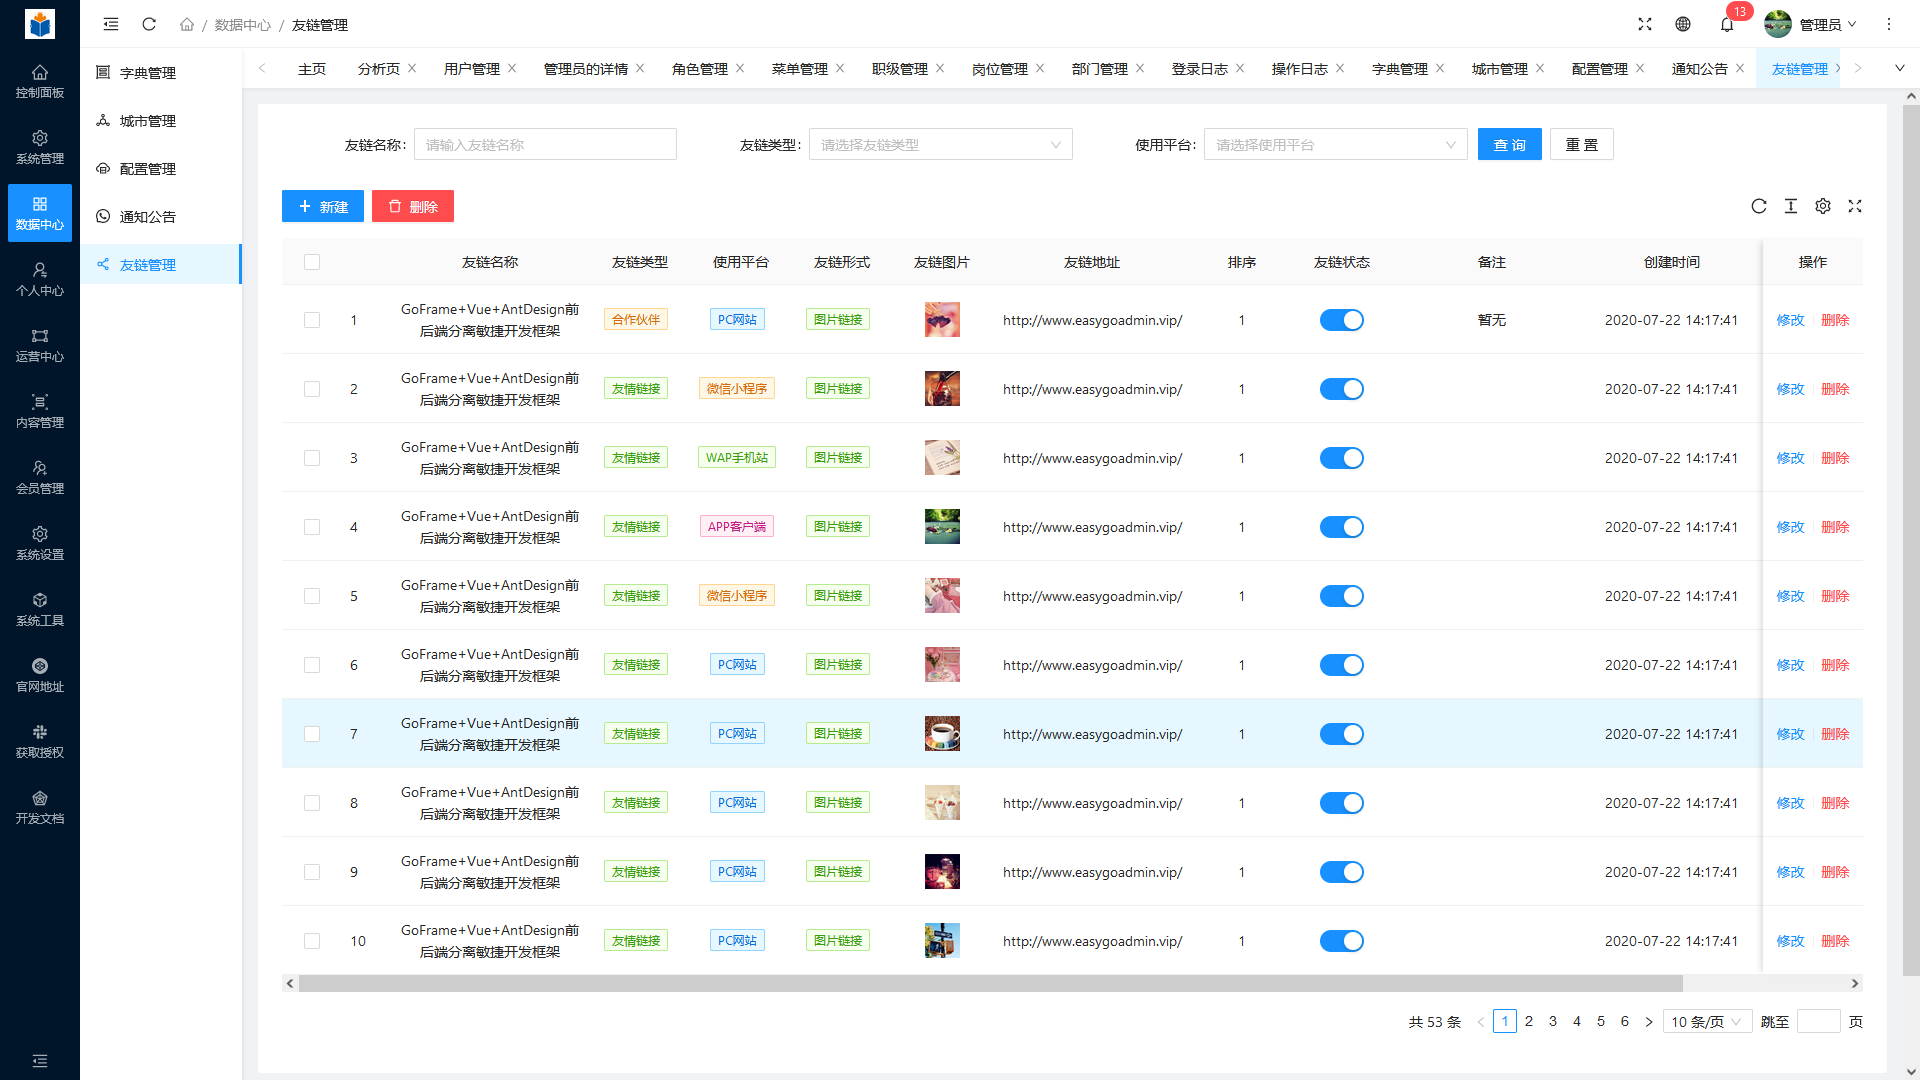 / 数据中心 / 友链管理
13
管理员
控制面板
系统管理
数据中心
个人中心
运营中心
内容管理
会员管理
系统设置
系统工具
官网地址
获取授权
开发文档
字典管理
城市管理
配置管理
通知公告
友链管理
主页 分析页 用户管理 管理员的详情 角色管理 菜单管理 职级管理 岗位管理 部门管理 登录日志 操作日志 字典管理 城市管理 配置管理 通知公告 友链管理
友链名称: 请输入友链名称 友链类型: 请选择友链类型 使用平台: 请选择使用平台 查 询 重 置
新建 删除
友链名称 友链类型 使用平台 友链形式 友链图片 友链地址 排序 友链状态 备注 创建时间 操作
1 GoFrame+Vue+AntDesign前
后端分离敏捷开发框架 合作伙伴 PC网站 图片链接 http://www.easygoadmin.vip/ 1 暂无 2020-07-22 14:17:41 修改 删除
2 GoFrame+Vue+AntDesign前
后端分离敏捷开发框架 友情链接 微信小程序 图片链接 http://www.easygoadmin.vip/ 1 2020-07-22 14:17:41 修改 删除
3 GoFrame+Vue+AntDesign前
后端分离敏捷开发框架 友情链接 WAP手机站 图片链接 http://www.easygoadmin.vip/ 1 2020-07-22 14:17:41 修改 删除
4 GoFrame+Vue+AntDesign前
后端分离敏捷开发框架 友情链接 APP客户端 图片链接 http://www.easygoadmin.vip/ 1 2020-07-22 14:17:41 修改 删除
5 GoFrame+Vue+AntDesign前
后端分离敏捷开发框架 友情链接 微信小程序 图片链接 http://www.easygoadmin.vip/ 1 2020-07-22 14:17:41 修改 删除
6 GoFrame+Vue+AntDesign前
后端分离敏捷开发框架 友情链接 PC网站 图片链接 http://www.easygoadmin.vip/ 1 2020-07-22 14:17:41 修改 删除
7 GoFrame+Vue+AntDesign前
后端分离敏捷开发框架 友情链接 PC网站 图片链接 http://www.easygoadmin.vip/ 1 2020-07-22 14:17:41 修改 删除
8 GoFrame+Vue+AntDesign前
后端分离敏捷开发框架 友情链接 PC网站 图片链接 http://www.easygoadmin.vip/ 1 2020-07-22 14:17:41 修改 删除
9 GoFrame+Vue+AntDesign前
后端分离敏捷开发框架 友情链接 PC网站 图片链接 http://www.easygoadmin.vip/ 1 2020-07-22 14:17:41 修改 删除
10 GoFrame+Vue+AntDesign前
后端分离敏捷开发框架 友情链接 PC网站 图片链接 http://www.easygoadmin.vip/ 1 2020-07-22 14:17:41 修改 删除
共 53 条 1 2 3 4 5 6 10 条/页 跳至 页